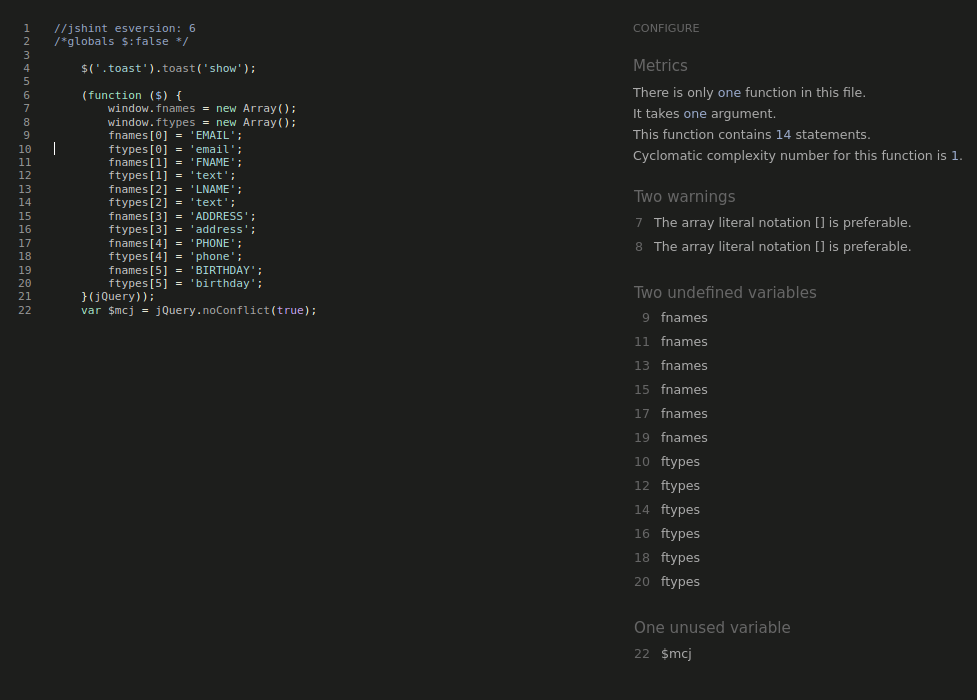 1 //jshint esversion: 6
2 /*globals $:false */
3
4 $('.toast').toast('show');
5
6 (function ($) {
7 window.fnames = new Array();
8 window.ftypes = new Array();
9 fnames[0] = 'EMAIL';
10 ftypes[0] = 'email';
11 fnames[1] = 'FNAME';
12 ftypes[1] = 'text';
13 fnames[2] = 'LNAME';
14 ftypes[2] = 'text';
15 fnames[3] = 'ADDRESS';
16 ftypes[3] = 'address';
17 fnames[4] = 'PHONE';
18 ftypes[4] = 'phone';
19 fnames[5] = 'BIRTHDAY';
20 ftypes[5] = 'birthday';
21 }(jQuery));
22 var $mcj = jQuery.noConflict(true);
CONFIGURE
Metrics
There is only one function in this file.
It takes one argument.
This function contains 14 statements.
Cyclomatic complexity number for this function is 1.
Two warnings
7 The array literal notation [] is preferable.
8 The array literal notation [] is preferable.
Two undefined variables
9 fnames
11 fnames
13 fnames
15 fnames
17 fnames
19 fnames
10 ftypes
12 ftypes
14 ftypes
16 ftypes
18 ftypes
20 ftypes
One unused variable
22 $mcj